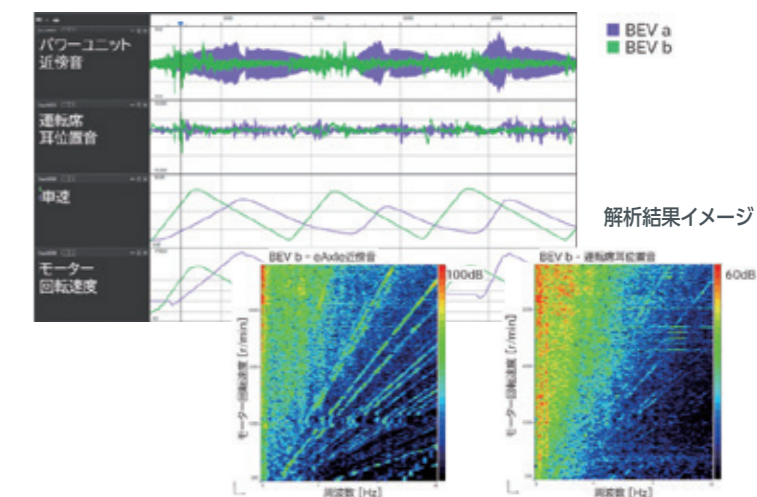 BEV a
BEV b
パワーユニット
近傍音
運転席
耳位置音
車速
モーター
回転速度
解析結果イメージ
BEV b - eAxle近傍音
100dB
モーター回転速度 [r/min]
周波数 [Hz]
BEV b - 運転席耳位置音
60dB
モーター回転速度 [r/min]
周波数 [Hz]